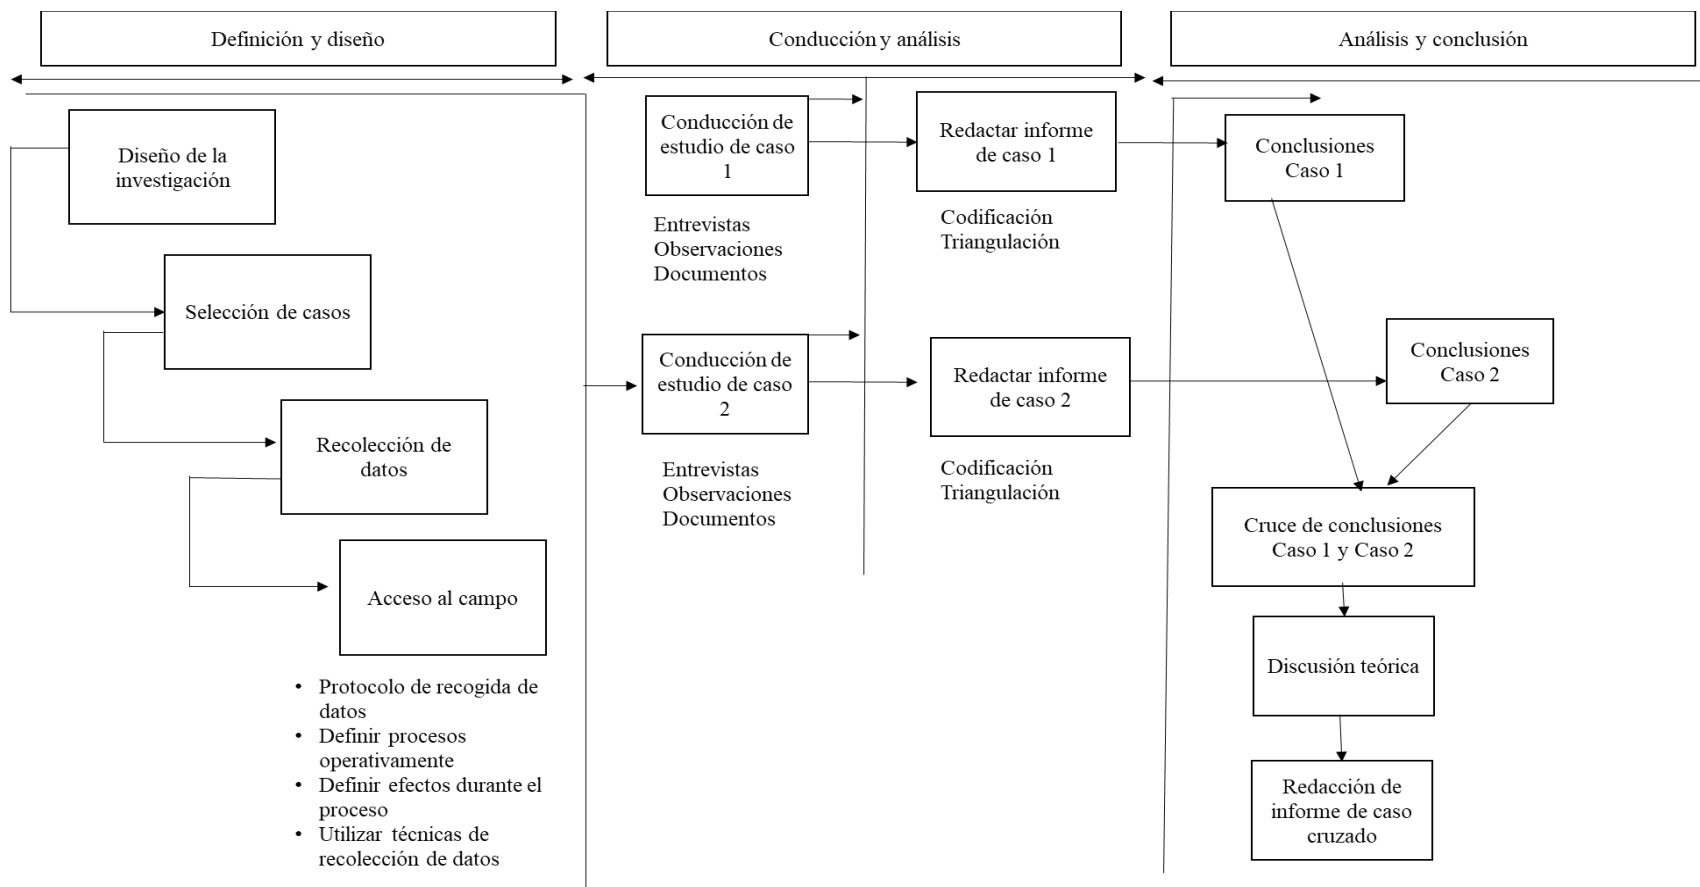 Definición y diseño
Conducción y análisis
Análisis y conclusión
Diseño de la
investigación
Selección de casos
Recolección de
datos
Acceso al campo
• Protocolo de recogida de
datos
• Definir procesos
operativamente
• Definir efectos durante el
proceso
• Utilizar técnicas de
recolección de datos
Conducción de
estudio de caso
1
Entrevistas
Observaciones
Documentos
Redactar informe
de caso 1
Codificación
Triangulación
Conducción de
estudio de caso
2
Entrevistas
Observaciones
Documentos
Redactar informe
de caso 2
Codificación
Triangulación
Conclusiones
Caso 1
Conclusiones
Caso 2
Cruce de conclusiones
Caso 1 y Caso 2
Discusión teórica
Redacción de
informe de caso
cruzado